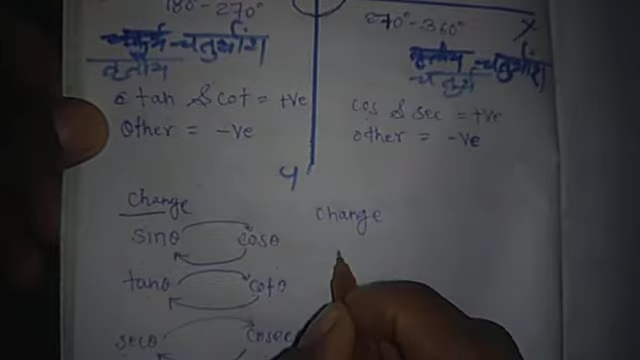 180°-270°
270°-360°
X
चतुर्थ-चतुर्थांश
तृतीय
तृतीय-चतुर्थांश
चतुर्थ
tan & cot = +ve
Other = -ve
cos & sec = +ve
other = -ve
Y'
Change
sinθ cosθ
tanθ cotθ
secθ cosec
Change